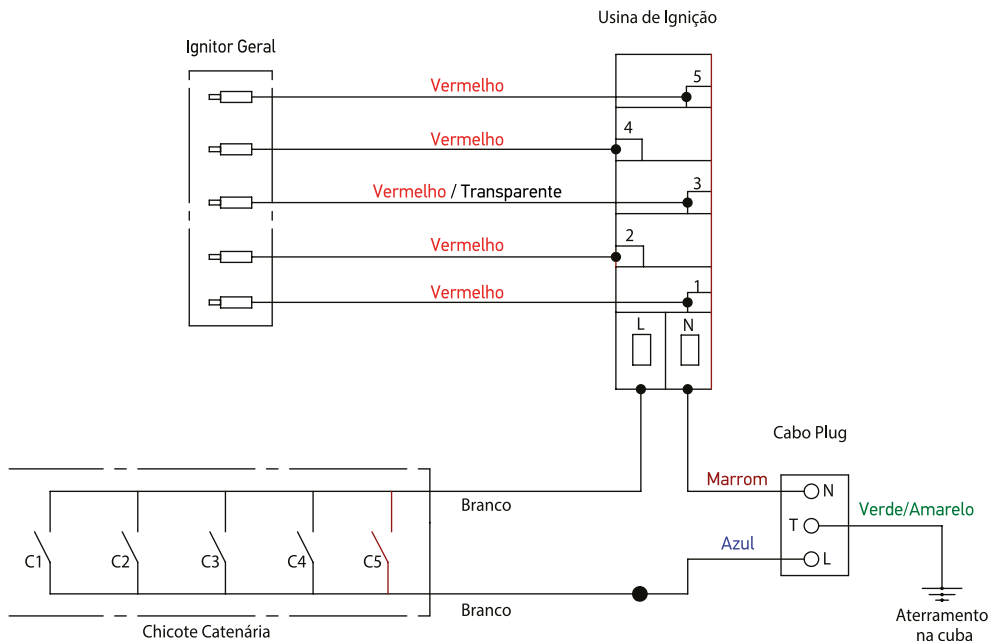 Usina de Ignição
Ignitor Geral
Vermelho
5
Vermelho
4
Vermelho / Transparente
3
Vermelho
2
Vermelho
1
L N
Cabo Plug
Marrom
N
Branco
T
Verde/Amarelo
Azul
L
C1 C2 C3 C4 C5
Branco
Chicote Catenária
Aterramento
na cuba